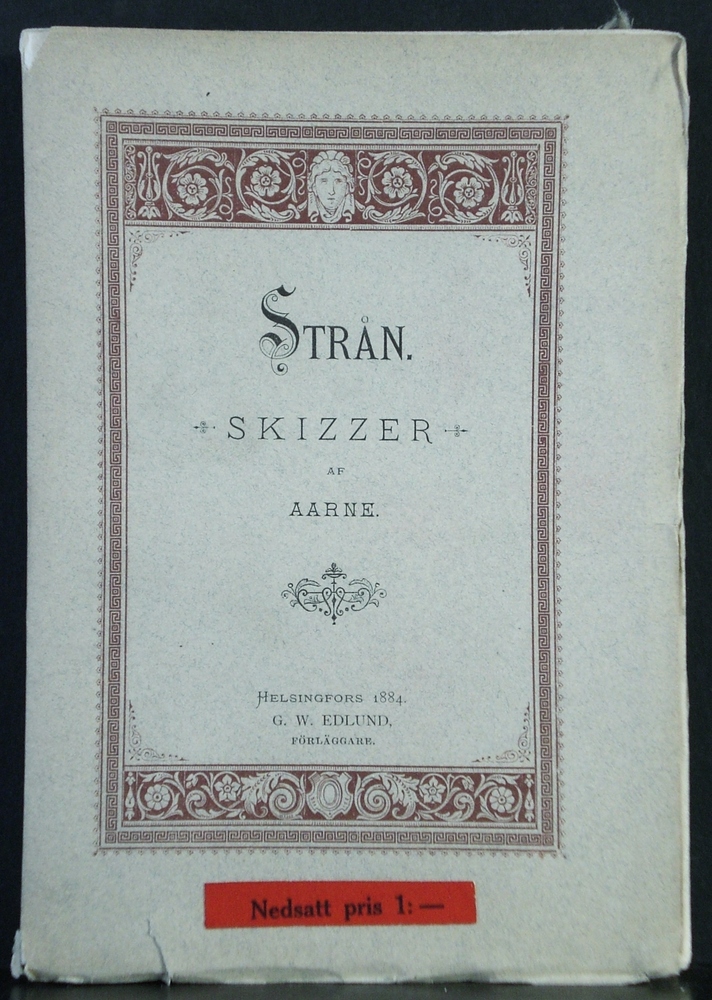 STRÅN.
SKIZZER
AF
AARNE.
HELSINGFORS 1884.
G. W. EDLUND,
FÖRLÄGGARE.
Nedsatt pris 1:—